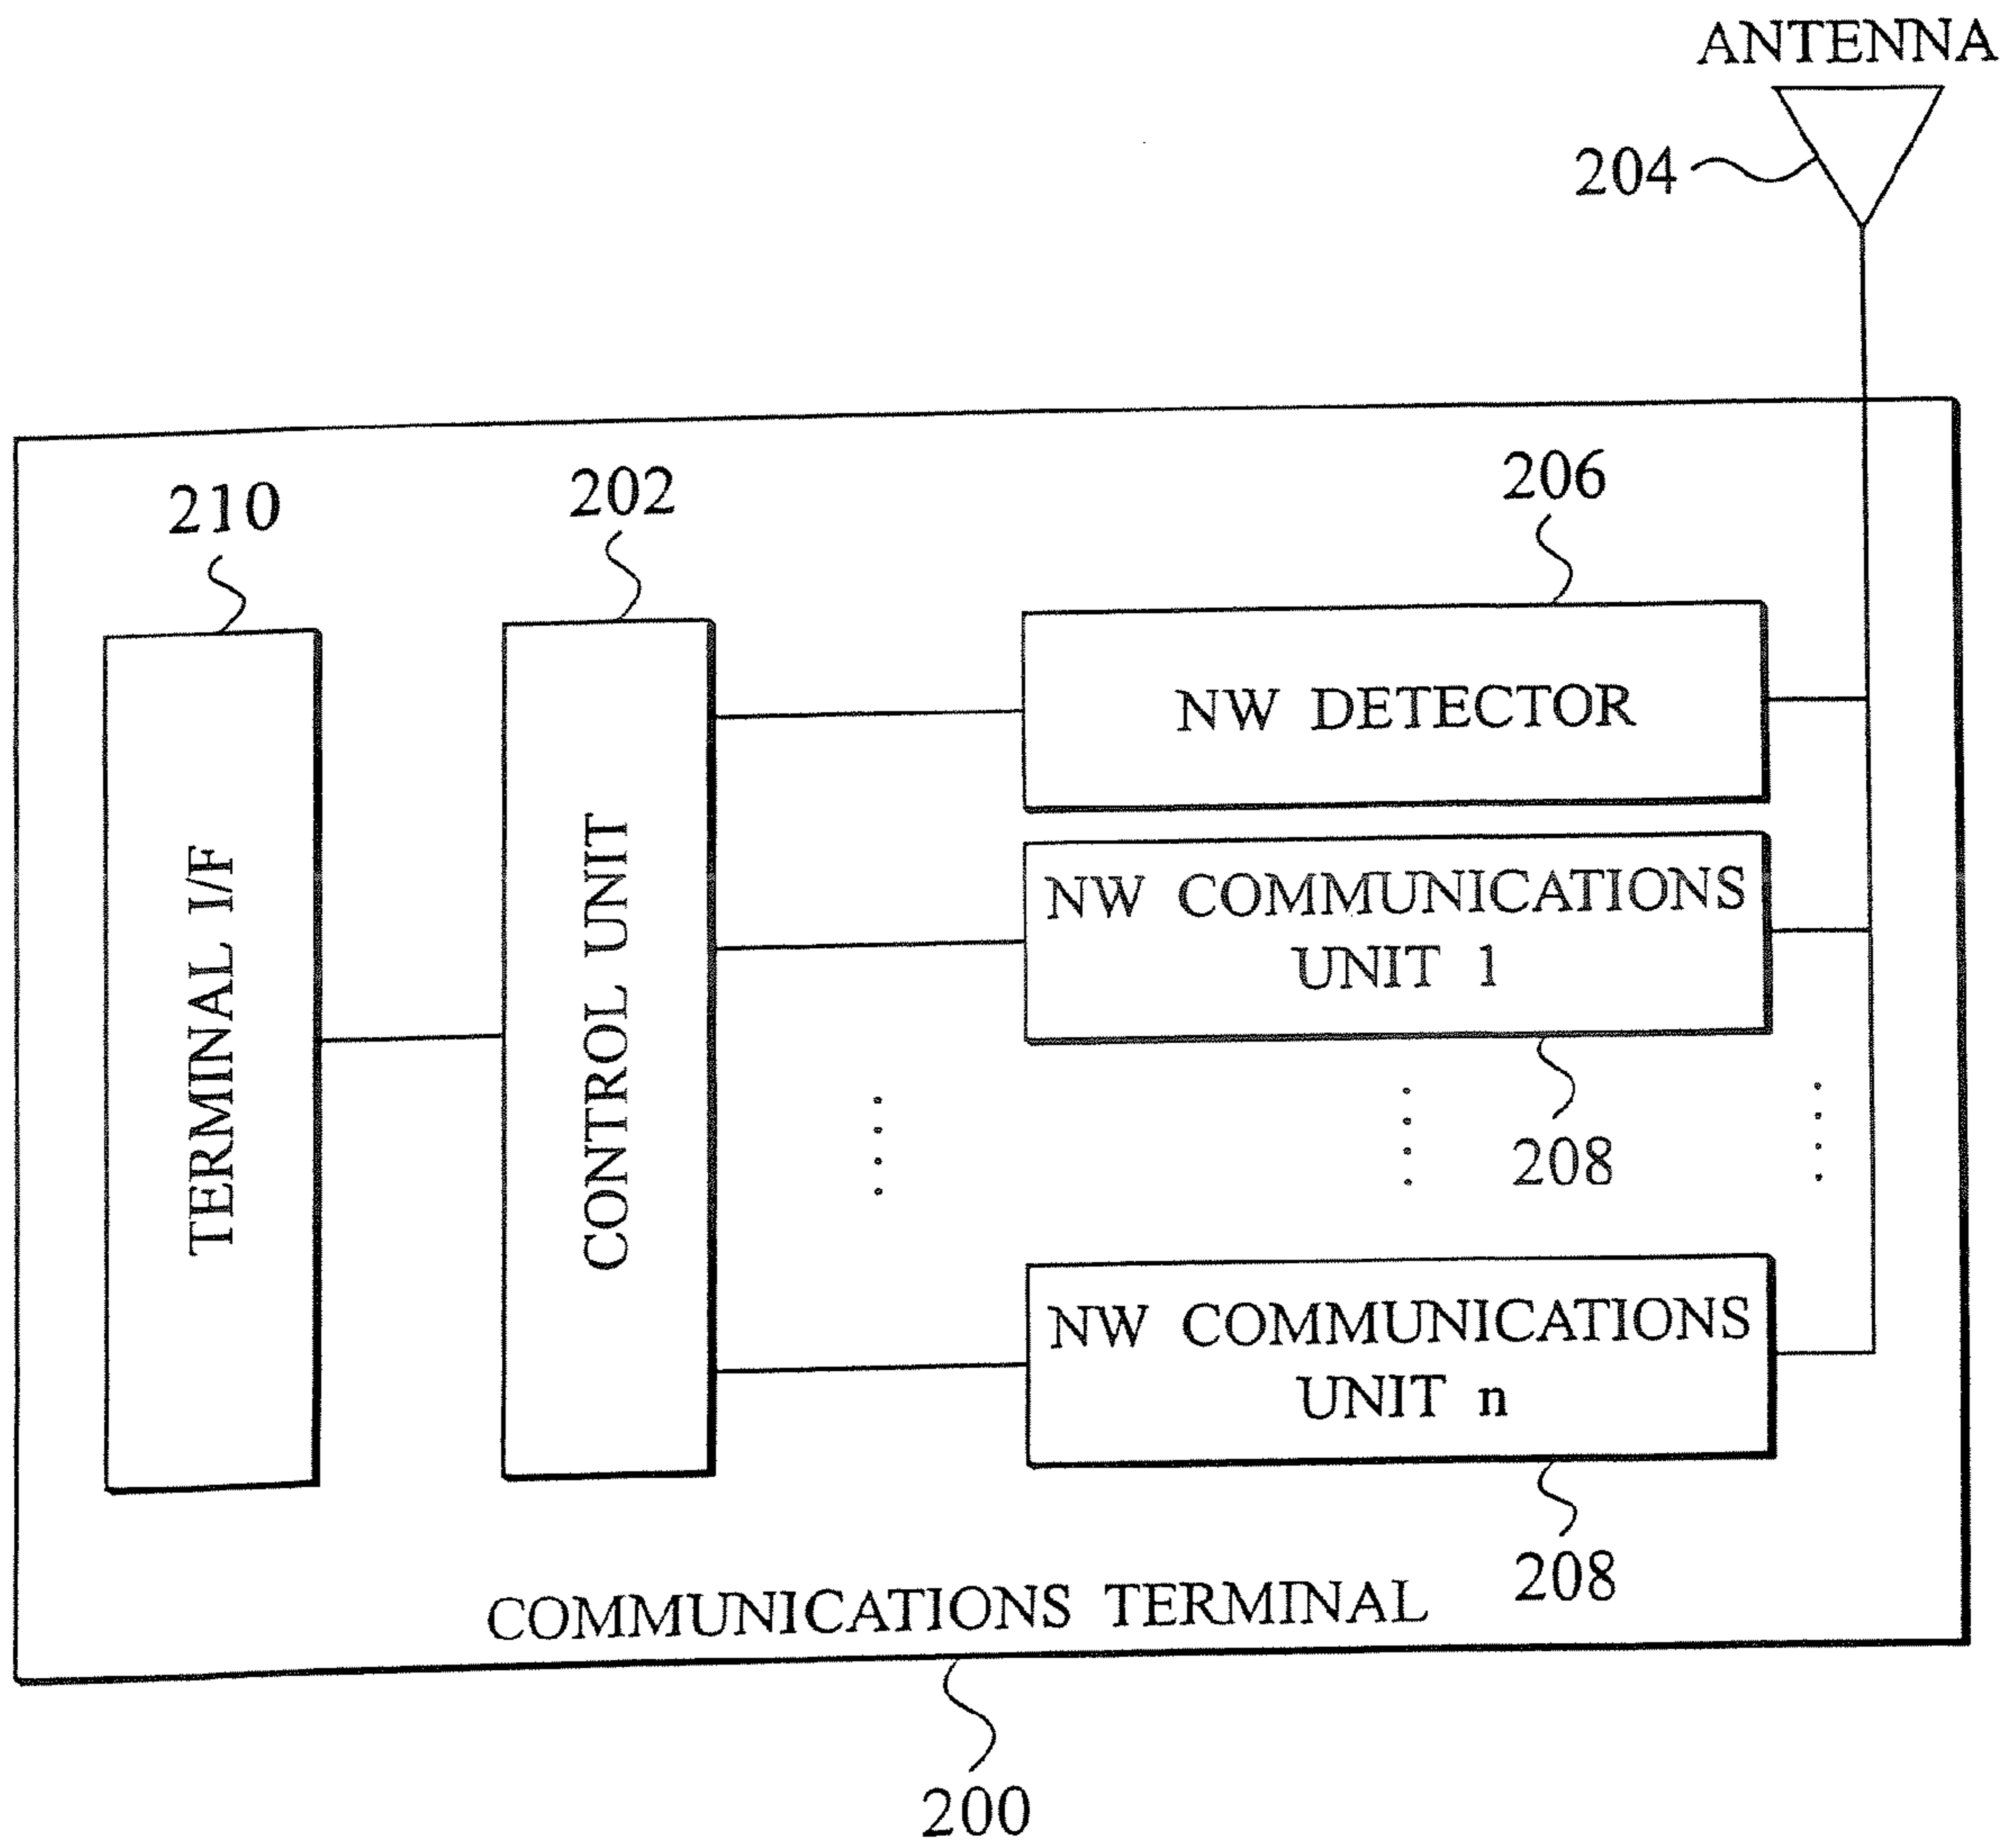 ANTENNA
204
210
202
206
TERMINAL I/F
CONTROL UNIT
NW DETECTOR
NW COMMUNICATIONS
UNIT 1
208
NW COMMUNICATIONS
UNIT n
208
COMMUNICATIONS TERMINAL
200